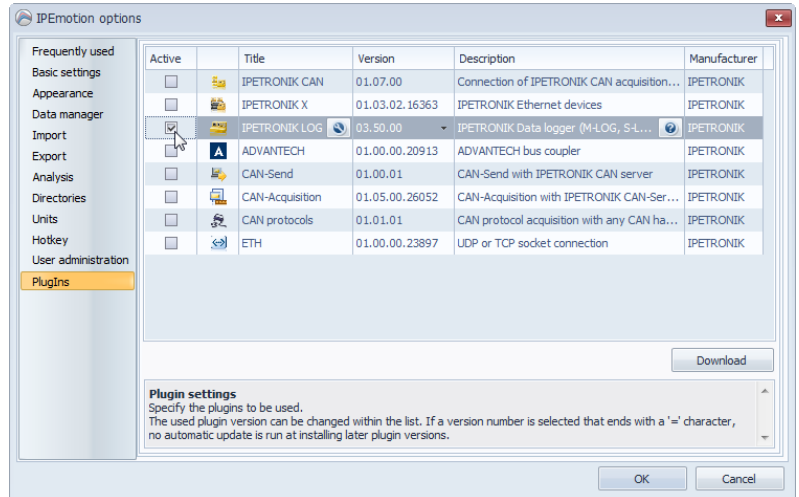 IPEmotion options
Frequently used
Basic settings
Appearance
Data manager
Import
Export
Analysis
Directories
Units
Hotkey
User administration
PlugIns
Active Title Version Description Manufacturer
IPETRONIK CAN 01.07.00 Connection of IPETRONIK CAN acquisition... IPETRONIK
IPETRONIK X 01.03.02.16363 IPETRONIK Ethernet devices IPETRONIK
IPETRONIK LOG 03.50.00 IPETRONIK Data logger (M-LOG, S-L... IPETRONIK
A ADVANTECH 01.00.00.20913 ADVANTECH bus coupler IPETRONIK
CAN-Send 01.00.01 CAN-Send with IPETRONIK CAN server IPETRONIK
CAN-Acquisition 01.05.00.26052 CAN-Acquisition with IPETRONIK CAN-Ser... IPETRONIK
CAN protocols 01.01.01 CAN protocol acquisition with any CAN ha... IPETRONIK
ETH 01.00.00.23897 UDP or TCP socket connection IPETRONIK
Download
Plugin settings
Specify the plugins to be used.
The used plugin version can be changed within the list. If a version number is selected that ends with a '=' character,
no automatic update is run at installing later plugin versions.
OK Cancel